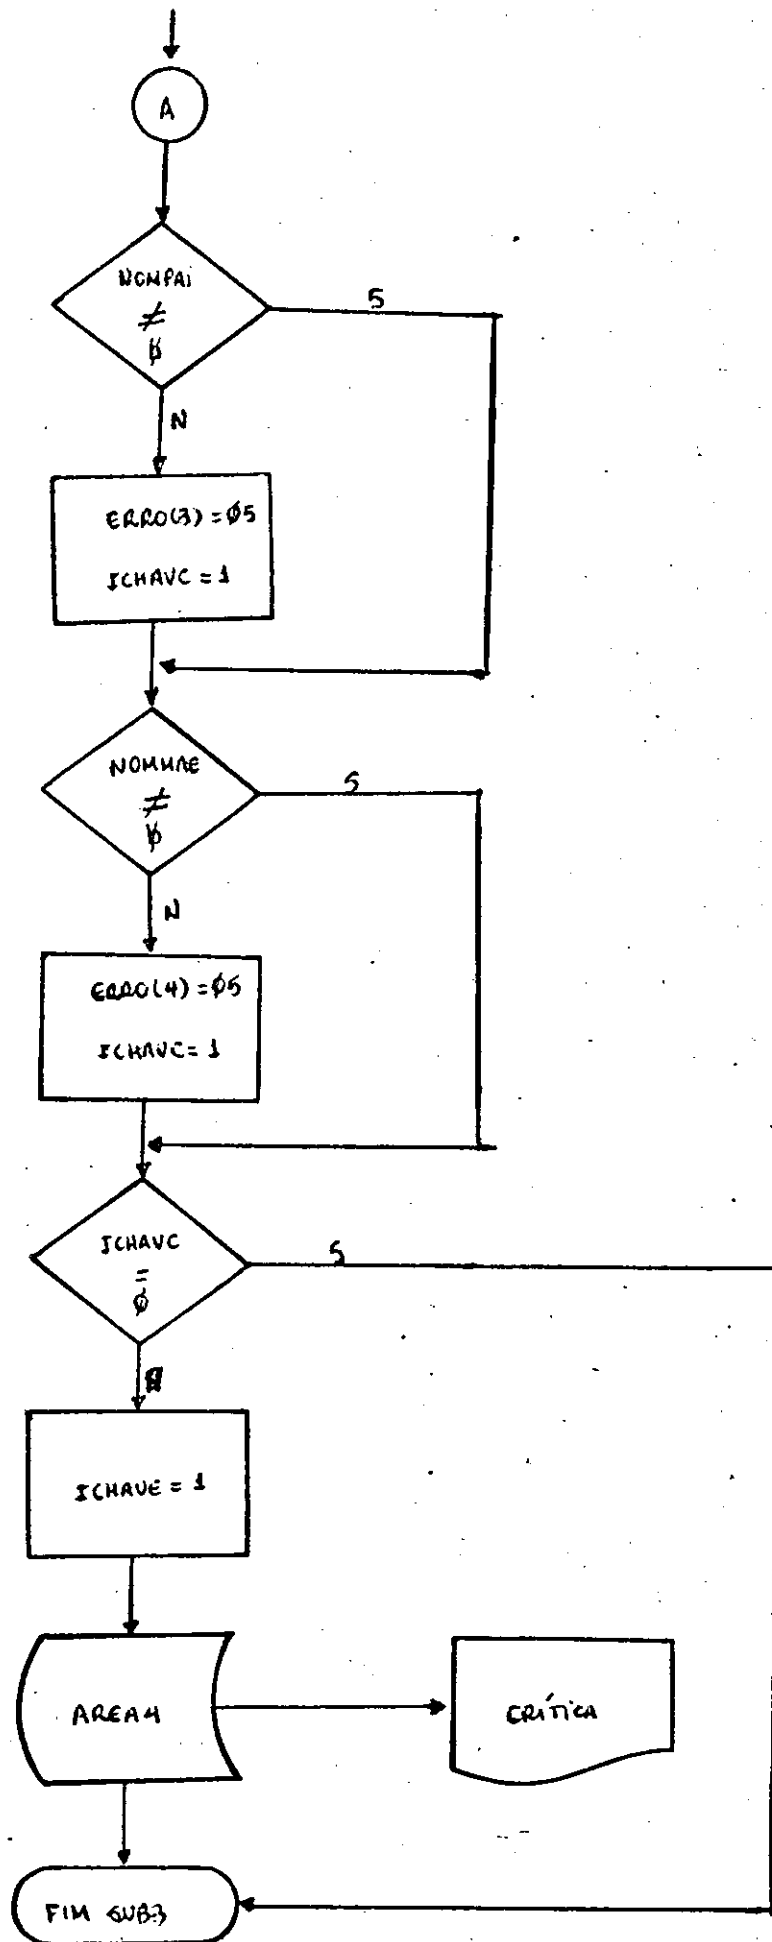 A
NOMPAI
≠
ƀ
S
N
ERRO(3) = Ø5
ICHAVC = 1
NOMMAE
≠
ƀ
S
N
ERRO(4) = Ø5
ICHAVC = 1
ICHAVC
=
Ø
S
N
ICHAVE = 1
AREA4
CRÍTICA
FIM SUB3